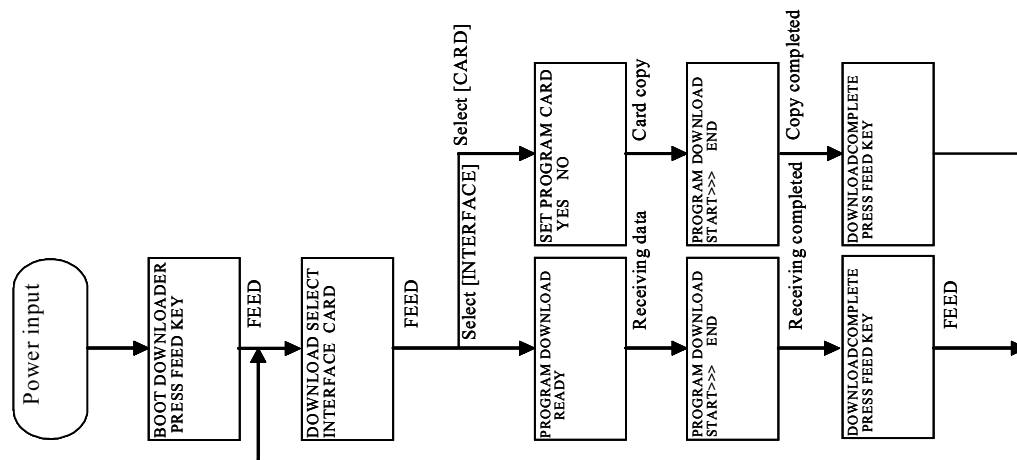 Power input
BOOT DOWNLOADER
PRESS FEED KEY
FEED
DOWNLOAD SELECT
INTERFACE CARD
FEED
Select [INTERFACE]
Select [CARD]
PROGRAM DOWNLOAD
READY
SET PROGRAM CARD
YES NO
Receiving data
Card copy
PROGRAM DOWNLOAD
START>>> END
PROGRAM DOWNLOAD
START>>> END
Receiving completed
Copy completed
DOWNLOADCOMPLETE
PRESS FEED KEY
DOWNLOADCOMPLETE
PRESS FEED KEY
FEED